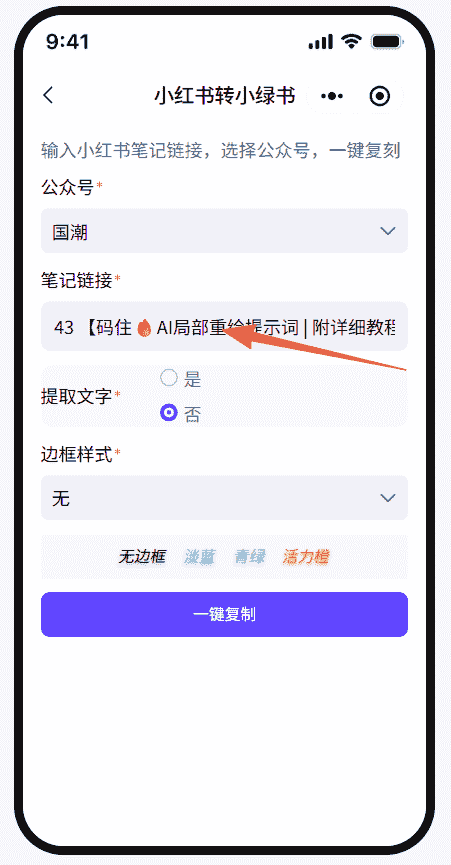 9:41
小红书转小绿书
输入小红书笔记链接，选择公众号，一键复刻
公众号*
国潮
笔记链接*
43 【码住🔥AI局部重绘提示词 | 附详细教程
提取文字*
是
否
边框样式*
无
无边框 淡蓝 青绿 活力橙
一键复制